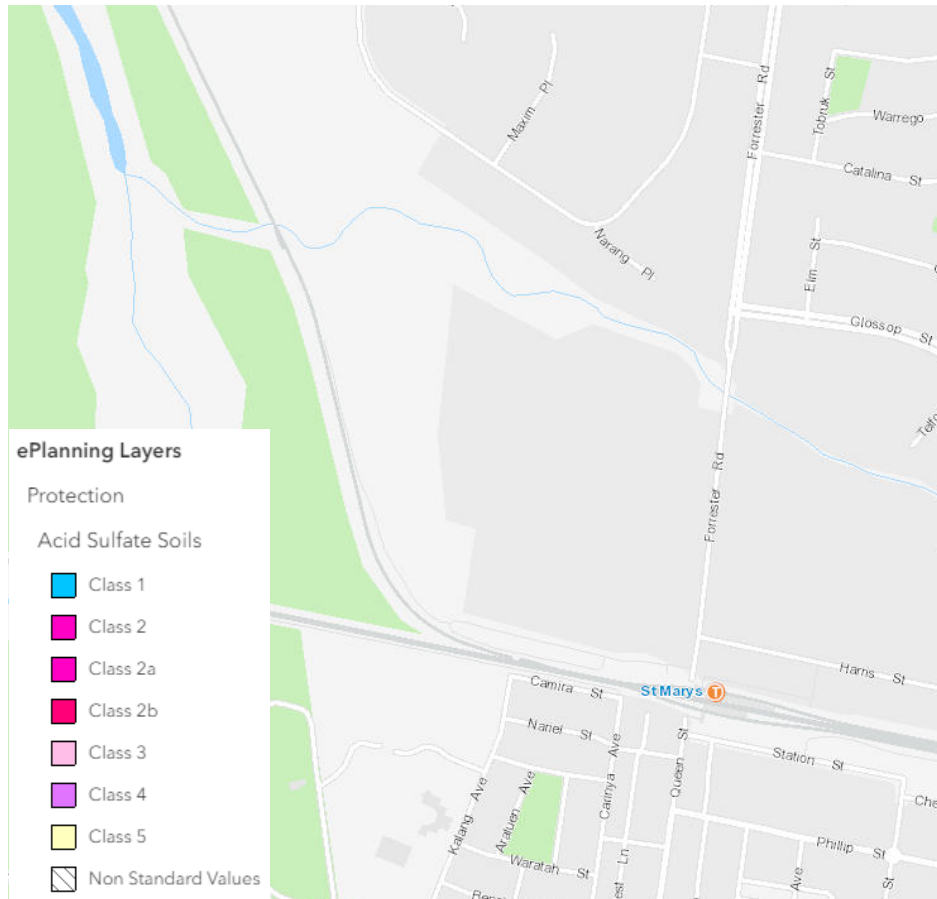 Maxim Pl
Forrester Rd
Tobruk St
Warrego
Catalina St
Narang Pl
Elm St
Glossop St
Forrester Rd
Harris St
St Marys T
Camira St
Nariel St
Carinya Ave
Queen St
Station St
Kalang Ave
Phillip St
Waratah
Ave
St
ePlanning Layers
Protection
Acid Sulfate Soils
Class 1
Class 2
Class 2a
Class 2b
Class 3
Class 4
Class 5
Non Standard Values